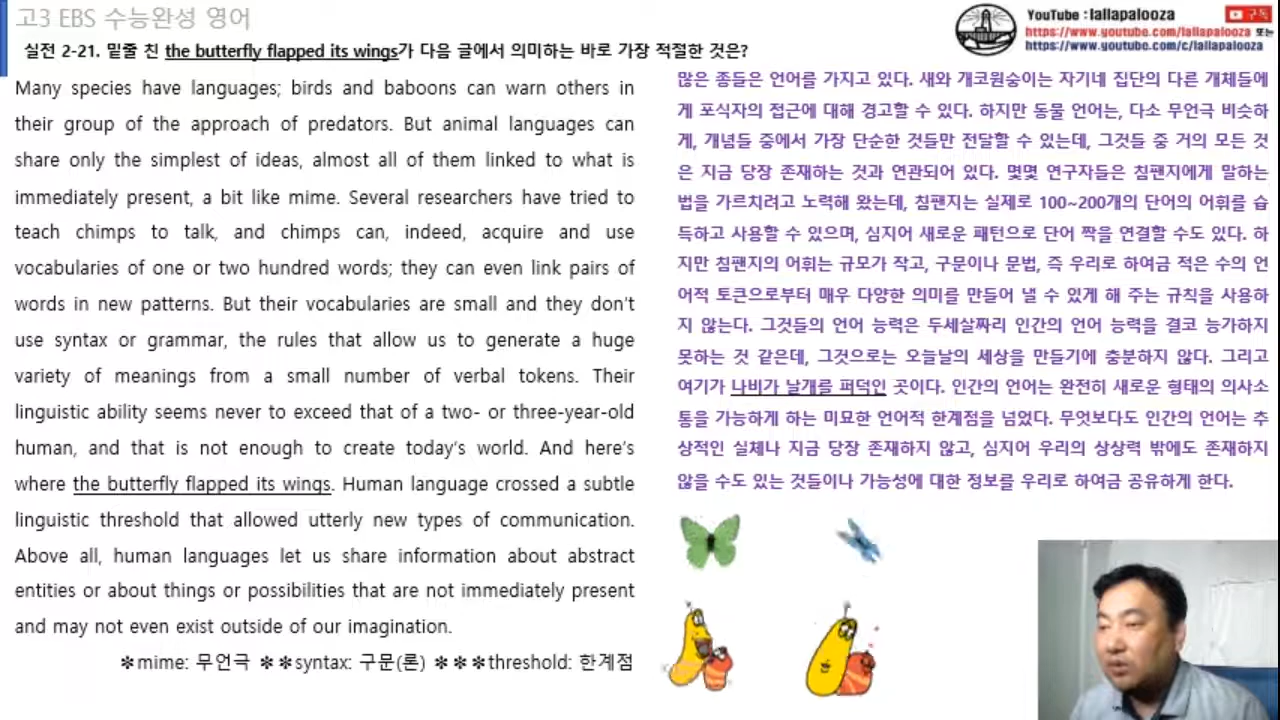 고3 EBS 수능완성 영어
YouTube : lallapalooza
구독
https://www.youtube.com/lallapalooza 또는
https://www.youtube.com/c/lallapalooza
실전 2-21. 밑줄 친 the butterfly flapped its wings가 다음 글에서 의미하는 바로 가장 적절한 것은?
Many species have languages; birds and baboons can warn others in
their group of the approach of predators. But animal languages can
share only the simplest of ideas, almost all of them linked to what is
immediately present, a bit like mime. Several researchers have tried to
teach chimps to talk, and chimps can, indeed, acquire and use
vocabularies of one or two hundred words; they can even link pairs of
words in new patterns. But their vocabularies are small and they don't
use syntax or grammar, the rules that allow us to generate a huge
variety of meanings from a small number of verbal tokens. Their
linguistic ability seems never to exceed that of a two- or three-year-old
human, and that is not enough to create today's world. And here's
where the butterfly flapped its wings. Human language crossed a subtle
linguistic threshold that allowed utterly new types of communication.
Above all, human languages let us share information about abstract
entities or about things or possibilities that are not immediately present
and may not even exist outside of our imagination.
✻mime: 무언극 ✻✻syntax: 구문(론) ✻✻✻threshold: 한계점
많은 종들은 언어를 가지고 있다. 새와 개코원숭이는 자기네 집단의 다른 개체들에
게 포식자의 접근에 대해 경고할 수 있다. 하지만 동물 언어는, 다소 무언극 비슷하
게, 개념들 중에서 가장 단순한 것들만 전달할 수 있는데, 그것들 중 거의 모든 것
은 지금 당장 존재하는 것과 연관되어 있다. 몇몇 연구자들은 침팬지에게 말하는
법을 가르치려고 노력해 왔는데, 침팬지는 실제로 100~200개의 단어의 어휘를 습
득하고 사용할 수 있으며, 심지어 새로운 패턴으로 단어 짝을 연결할 수도 있다. 하
지만 침팬지의 어휘는 규모가 작고, 구문이나 문법, 즉 우리로 하여금 적은 수의 언
어적 토큰으로부터 매우 다양한 의미를 만들어 낼 수 있게 해 주는 규칙을 사용하
지 않는다. 그것들의 언어 능력은 두세살짜리 인간의 언어 능력을 결코 능가하지
못하는 것 같은데, 그것으로는 오늘날의 세상을 만들기에 충분하지 않다. 그리고
여기가 나비가 날개를 퍼덕인 곳이다. 인간의 언어는 완전히 새로운 형태의 의사소
통을 가능하게 하는 미묘한 언어적 한계점을 넘었다. 무엇보다도 인간의 언어는 추
상적인 실체나 지금 당장 존재하지 않고, 심지어 우리의 상상력 밖에도 존재하지
않을 수도 있는 것들이나 가능성에 대한 정보를 우리로 하여금 공유하게 한다.